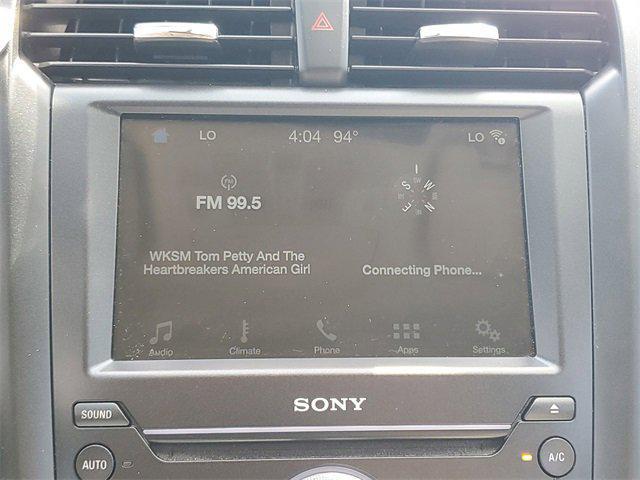 LO 4:04 94° LO
FM 99.5
S W
SW
E N
WKSM Tom Petty And The
Heartbreakers American Girl
Connecting Phone...
Audio Climate Phone Apps Settings
SOUND
SONY
AUTO
A/C